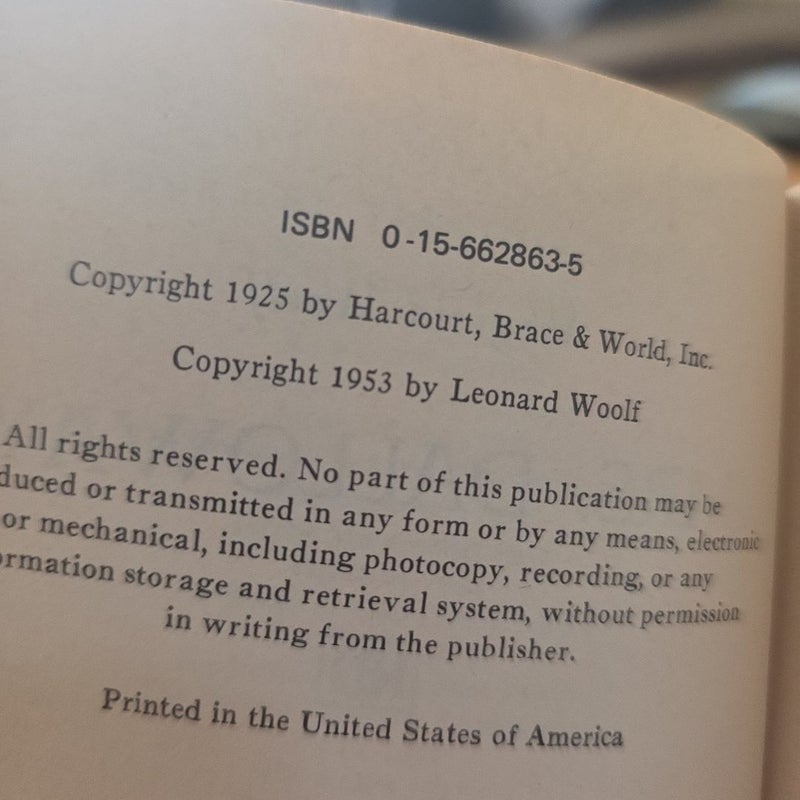 ISBN 0-15-662863-5
Copyright 1925 by Harcourt, Brace & World, Inc.
Copyright 1953 by Leonard Woolf
All rights reserved. No part of this publication may be
duced or transmitted in any form or by any means, electronic
or mechanical, including photocopy, recording, or any
ormation storage and retrieval system, without permission
in writing from the publisher.
Printed in the United States of America